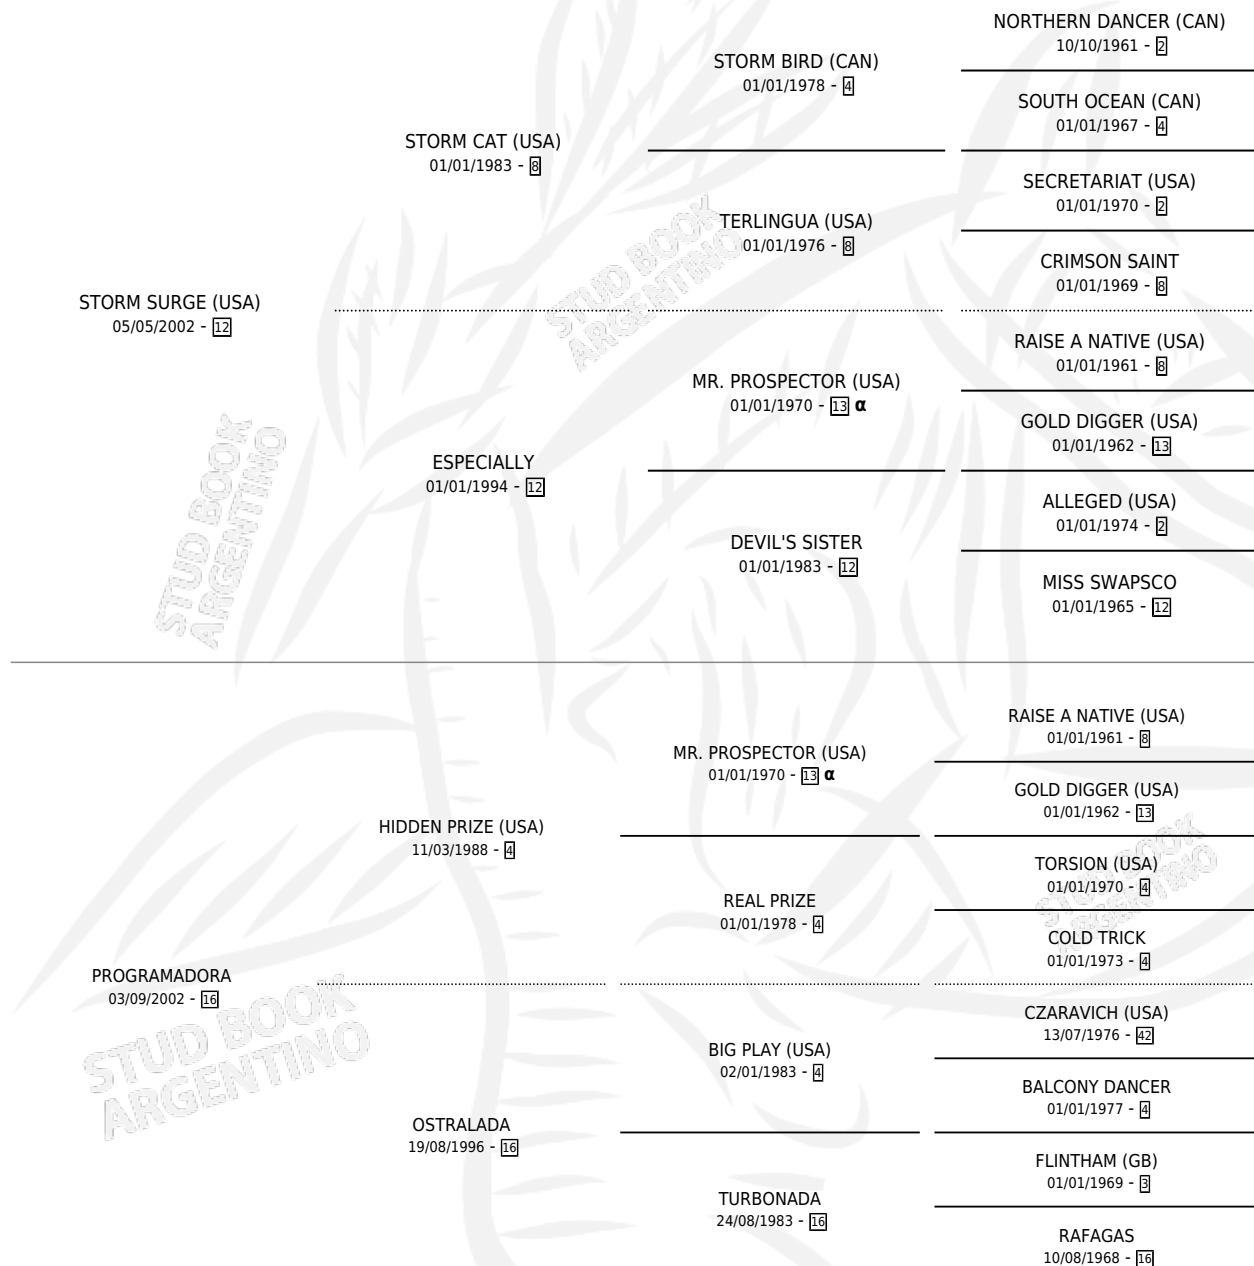 NORTHERN DANCER (CAN)
10/10/1961 - 2
STORM BIRD (CAN)
01/01/1978 - 4
SOUTH OCEAN (CAN)
01/01/1967 - 4
STORM CAT (USA)
01/01/1983 - 8
SECRETARIAT (USA)
01/01/1970 - 2
TERLINGUA (USA)
01/01/1976 - 8
CRIMSON SAINT
01/01/1969 - 8
STORM SURGE (USA)
05/05/2002 - 12
RAISE A NATIVE (USA)
01/01/1961 - 8
MR. PROSPECTOR (USA)
01/01/1970 - 13 α
GOLD DIGGER (USA)
01/01/1962 - 13
ESPECIALLY
01/01/1994 - 12
ALLEGED (USA)
01/01/1974 - 2
DEVIL'S SISTER
01/01/1983 - 12
MISS SWAPSCO
01/01/1965 - 12
RAISE A NATIVE (USA)
01/01/1961 - 8
MR. PROSPECTOR (USA)
01/01/1970 - 13 α
GOLD DIGGER (USA)
01/01/1962 - 13
HIDDEN PRIZE (USA)
11/03/1988 - 4
TORSION (USA)
01/01/1970 - 4
REAL PRIZE
01/01/1978 - 4
COLD TRICK
01/01/1973 - 4
PROGRAMADORA
03/09/2002 - 16
CZARAVICH (USA)
13/07/1976 - 42
BIG PLAY (USA)
02/01/1983 - 4
BALCONY DANCER
01/01/1977 - 4
OSTRALADA
19/08/1996 - 16
FLINTHAM (GB)
01/01/1969 - 3
TURBONADA
24/08/1983 - 16
RAFAGAS
10/08/1968 - 16
STUD BOOK
ARGENTINO
STUD BOOK
ARGENTINO
STUD BOOK
ARGENTINO
STUD BOOK
ARGENTINO